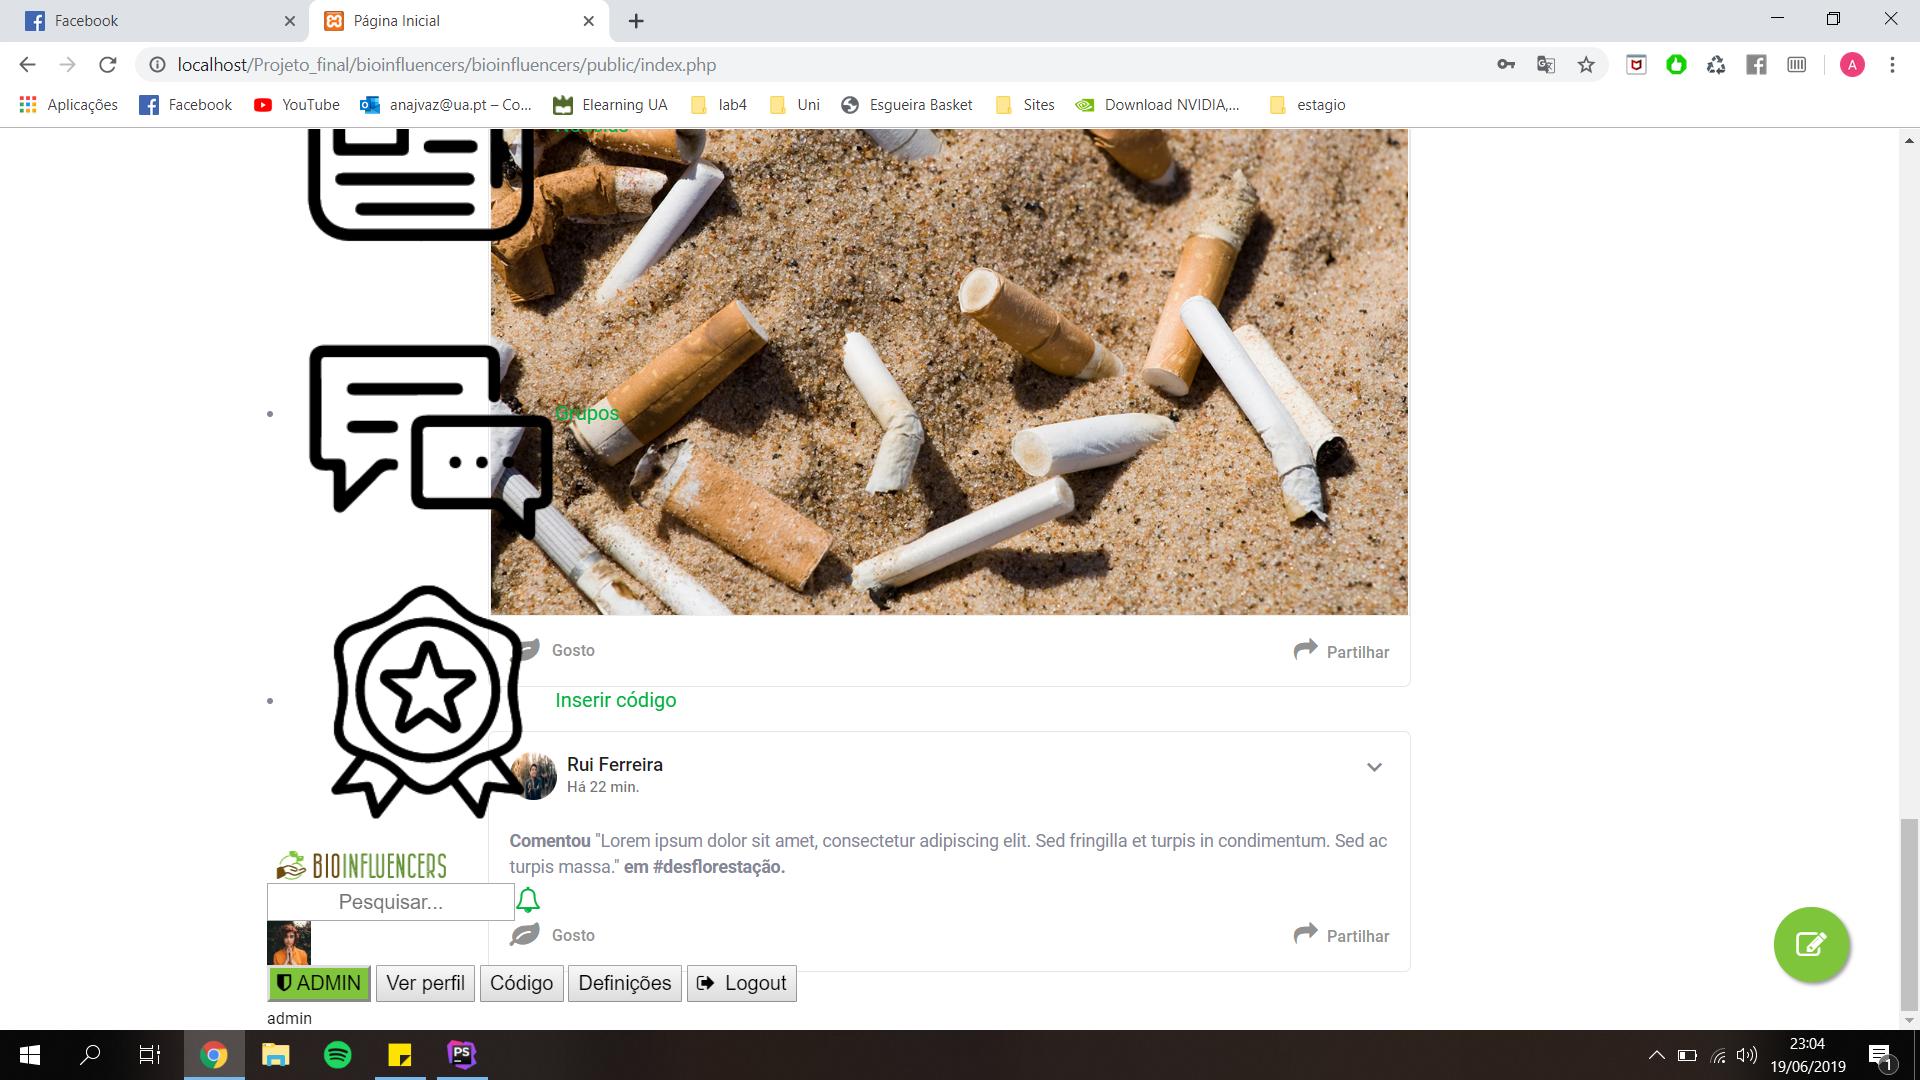 Facebook
Página Inicial
localhost/Projeto_final/bioinfluencers/bioinfluencers/public/index.php
A
Aplicações
Facebook
YouTube
anajvaz@ua.pt – Co...
Elearning UA
lab4
Uni
Esgueira Basket
Sites
Download NVIDIA,...
estagio
Grupos
Gosto
Partilhar
Inserir código
Rui Ferreira
Há 22 min.
Comentou "Lorem ipsum dolor sit amet, consectetur adipiscing elit. Sed fringilla et turpis in condimentum. Sed ac
turpis massa." em #desflorestação.
BIOINFLUENCERS
Pesquisar...
Gosto
Partilhar
ADMIN
Ver perfil
Código
Definições
Logout
admin
PS
23:04
19/06/2019
1